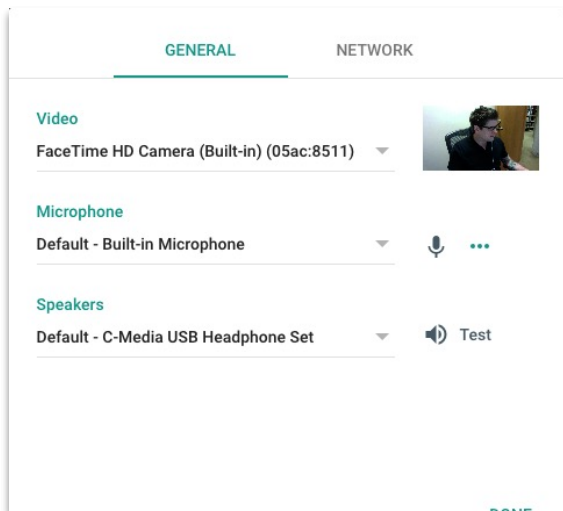 GENERAL NETWORK
Video
FaceTime HD Camera (Built-in) (05ac:8511)
Microphone
Default - Built-in Microphone
Speakers
Default - C-Media USB Headphone Set
Test
DONE